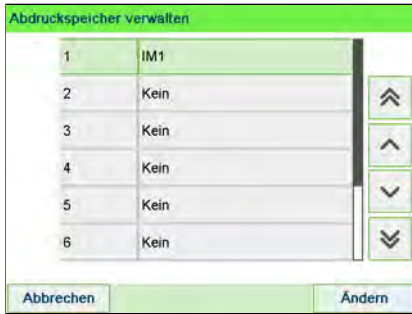 Abdruckspeicher verwalten
1 IM1
2 Kein
3 Kein
4 Kein
5 Kein
6 Kein
Abbrechen Ändern